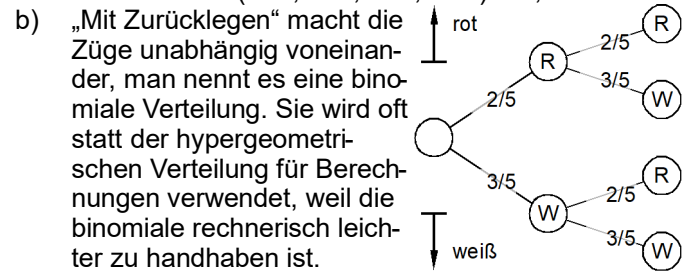 b) „Mit Zurücklegen“ macht die
Züge unabhängig voneinan-
der, man nennt es eine bino-
miale Verteilung. Sie wird oft
statt der hypergeometri-
schen Verteilung für Berech-
nungen verwendet, weil die
binomiale rechnerisch leich-
ter zu handhaben ist.
rot
R
2/5
R
3/5
W
2/5
3/5
R
2/5
W
3/5
W
weiß